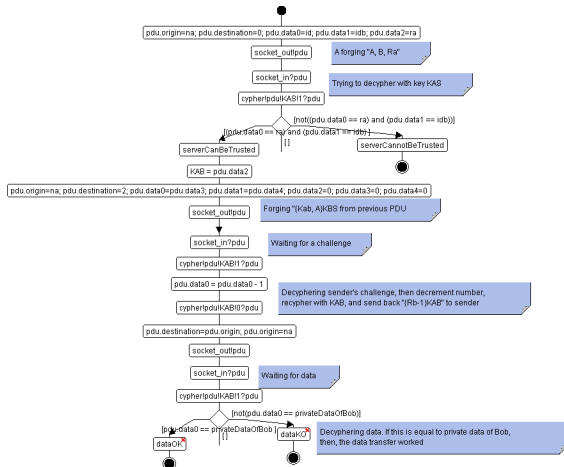 pdu.origin=na; pdu.destination=0; pdu.data0=id; pdu.data1=idb; pdu.data2=ra
socket_out!pdu
A forging "A, B, Ra"
socket_in?pdu
Trying to decypher with key KAS
cypher!pdu!KAS!1?pdu
[not((pdu.data0 == ra) and (pdu.data1 == idb))]
[(pdu.data0 == ra) and (pdu.data1 == idb) ]
[ ]
serverCanBeTrusted
serverCannotBeTrusted
KAB = pdu.data2
pdu.origin=na; pdu.destination=2; pdu.data0=pdu.data3; pdu.data1=pdu.data4; pdu.data2=0; pdu.data3=0; pdu.data4=0
socket_out!pdu
Forging "(Kab, A)KBS from previous PDU
socket_in?pdu
Waiting for a challenge
cypher!pdu!KAB!1?pdu
pdu.data0 = pdu.data0 - 1
Decyphering sender's challenge, then decrement number,
recypher with KAB, and send back "(Rb-1)KAB" to sender
cypher!pdu!KAB!0?pdu
pdu.destination=pdu.origin; pdu.origin=na
socket_out!pdu
socket_in?pdu
Waiting for data
cypher!pdu!KAB!1?pdu
[not(pdu.data0 == privateDataOfBob)]
[pdu.data0 == privateDataOfBob ]
[ ]
dataOK
dataKO
Decyphering data. If this is equal to private data of Bob,
then, the data transfer worked